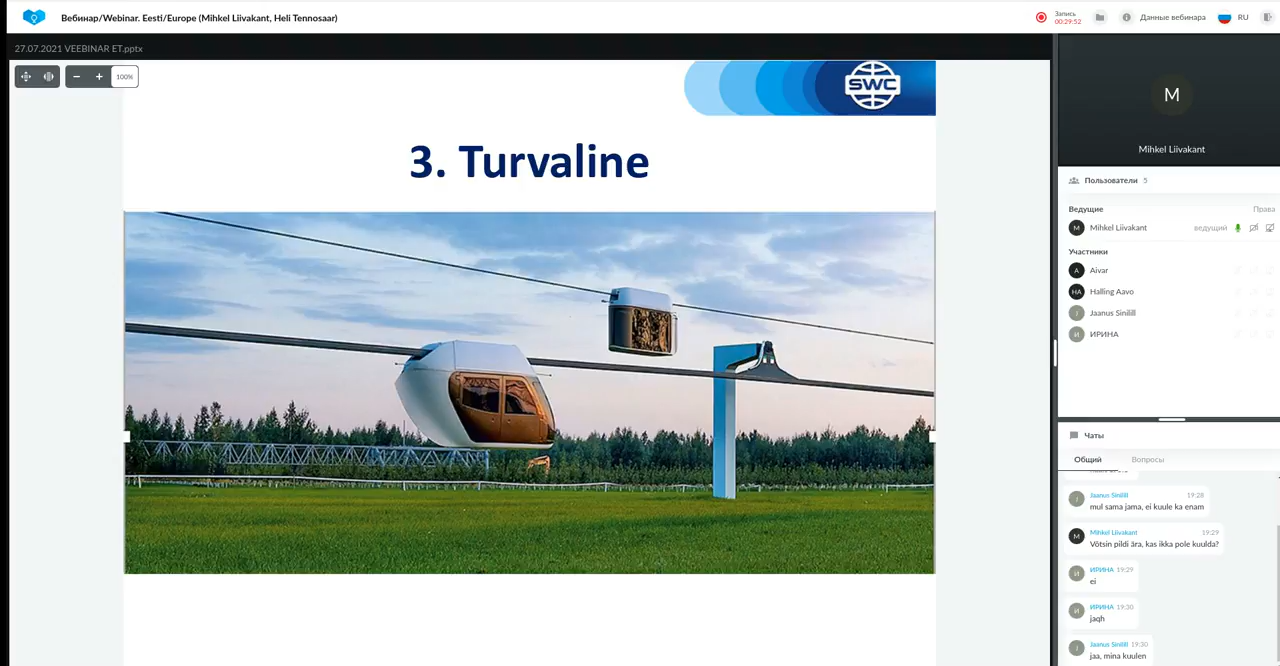 Вебинар/Webinar. Eesti/Europe (Mihkel Liivakant, Heli Tennosaar)
Запись
00:29:52
Данные вебинара
RU
27.07.2021 VEEBINAR ET.pptx
100%
SWC
3. Turvaline
M
Mihkel Liivakant
Пользователи 5
Ведущие Права
M Mihkel Liivakant ведущий
Участники
A Aivar
HA Halling Aavo
J Jaanus Sinilill
И ИРИНА
Чаты
Общий Вопросы
J Jaanus Sinilill 19:28
mul sama jama, ei kuule ka enam
M Mihkel Liivakant 19:29
Võtsin pildi ära, kas ikka pole kuulda?
И ИРИНА 19:29
ei
И ИРИНА 19:30
jaqh
J Jaanus Sinilill 19:30
jaa, mina kuulen